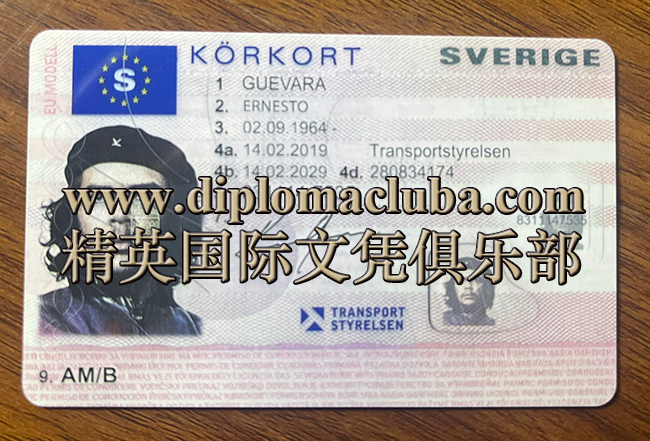 EU MODELL
S
KÖRKORT SVERIGE
1 GUEVARA
2. ERNESTO
3. 02.09.1964 -
4a. 14.02.2019 Transportstyrelsen
4b. 14.02.2029 4d. 280834174
www.diplomacluba.com
8311147535
精英国际文凭俱乐部
TRANSPORT
STYRELSEN
9. AM/B